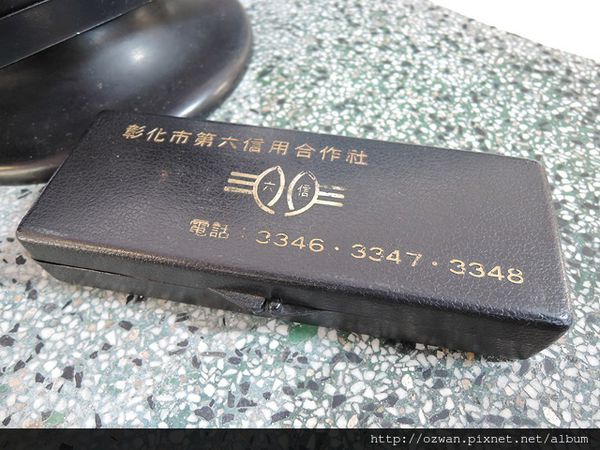 彰化市第六信用合作社
六 信
電話：3346・3347・3348
http://ozwan.pixnet.net/album